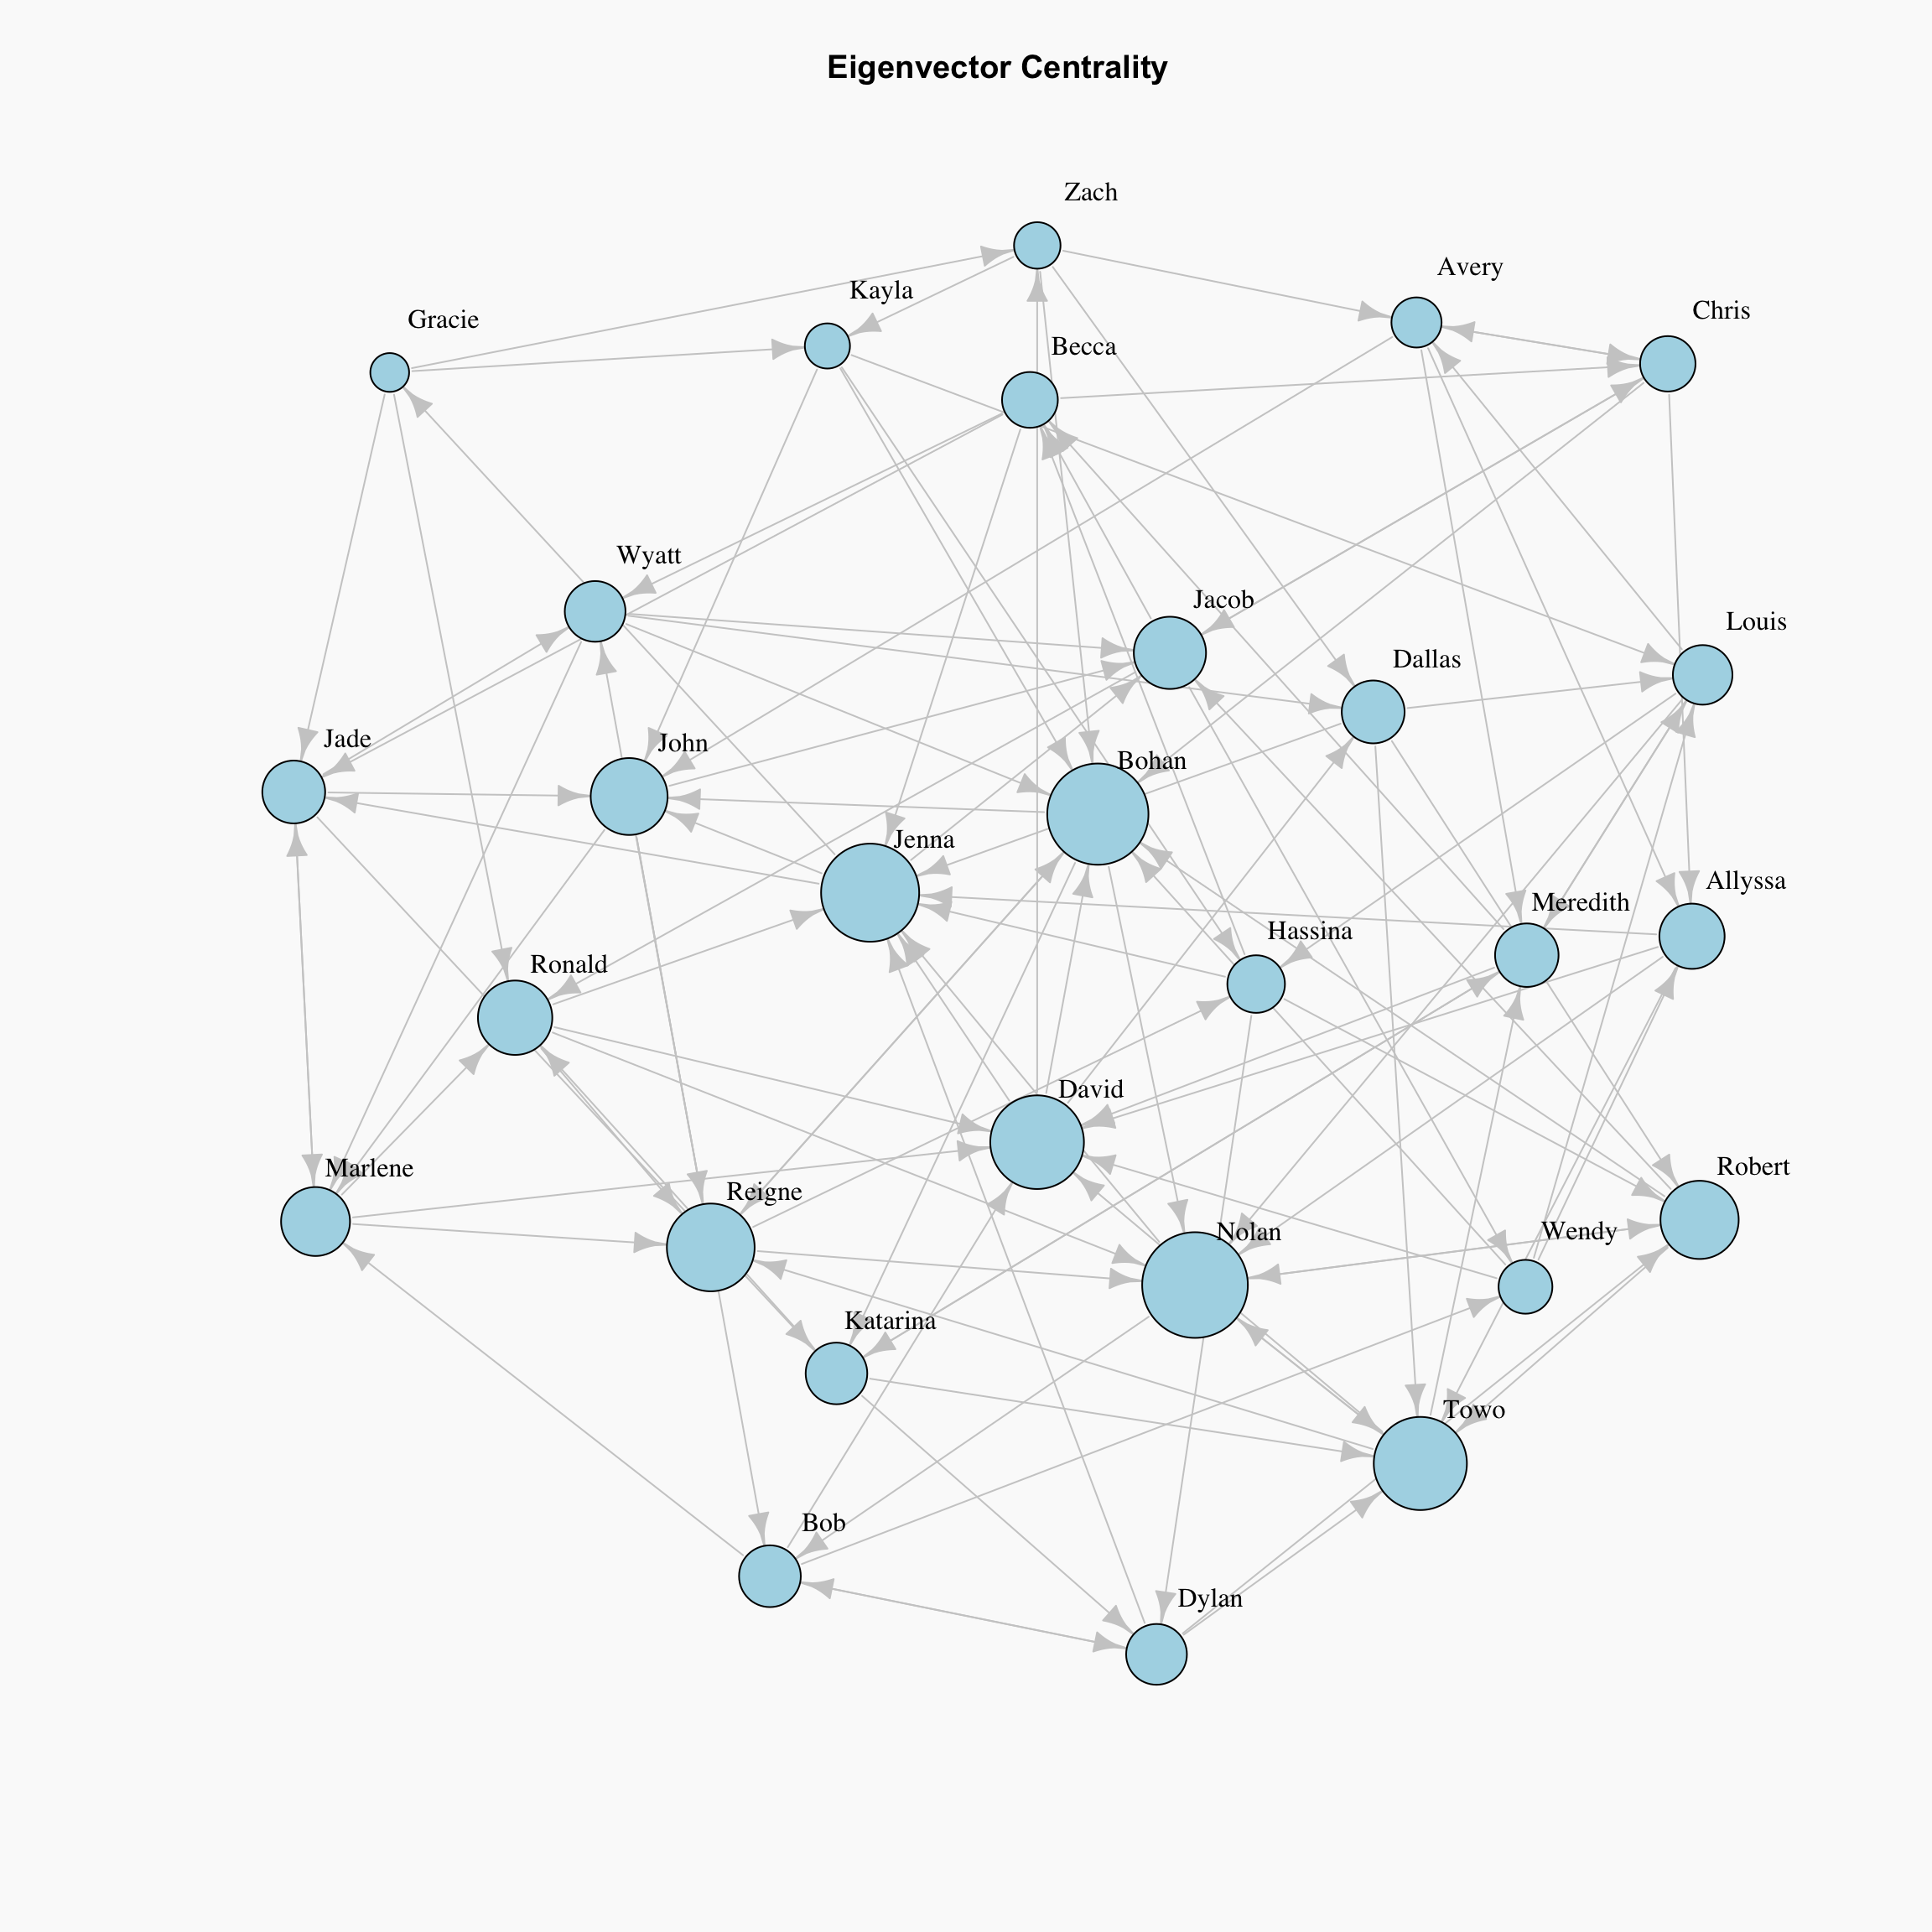 Eigenvector Centrality
Zach
Avery
Kayla
Chris
Gracie
Becca
Wyatt
Jacob
Louis
Dallas
Jade
John
Bohan
Jenna
Allyssa
Meredith
Hassina
Ronald
David
Marlene
Robert
Reigne
Nolan
Wendy
Katarina
Towo
Bob
Dylan